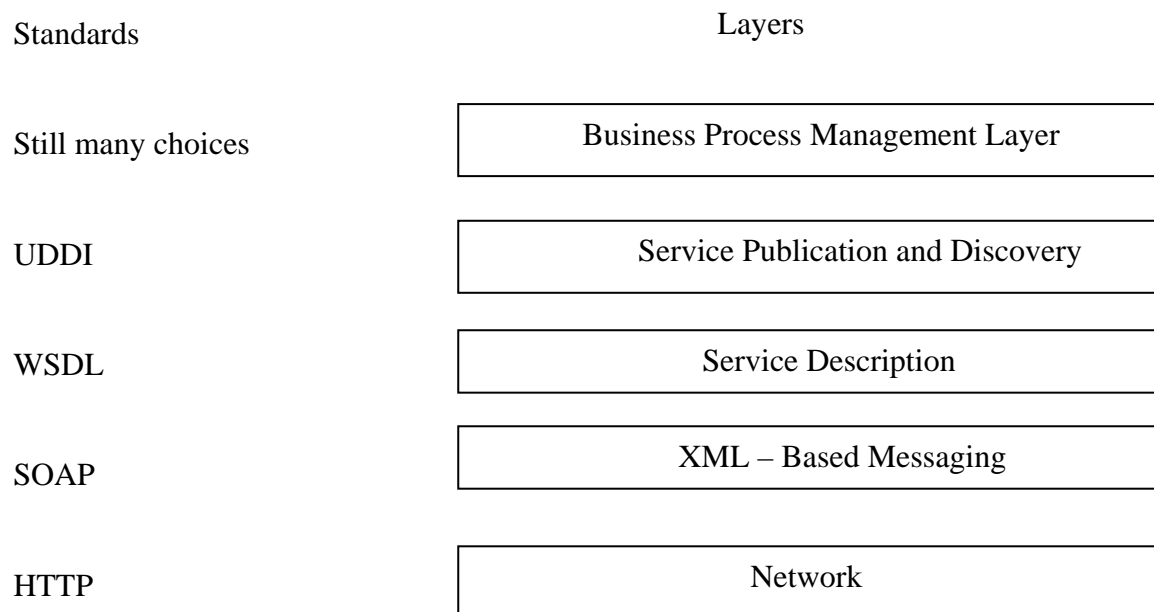 Standards Layers
Still many choices Business Process Management Layer
UDDI Service Publication and Discovery
WSDL Service Description
SOAP XML – Based Messaging
HTTP Network